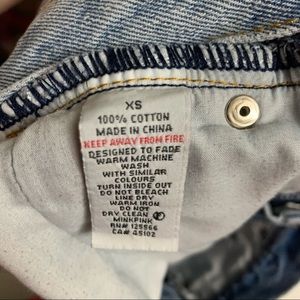 XS
100% COTTON
MADE IN CHINA
KEEP AWAY FROM FIRE
DESIGNED TO FADE
WARM MACHINE
WASH
WITH SIMILAR
COLOURS
TURN INSIDE OUT
DO NOT BLEACH
LINE DRY
WARM IRON
DO NOT
DRY CLEAN Ⓟ
MINKPINK
RN# 125566
CA# 45102